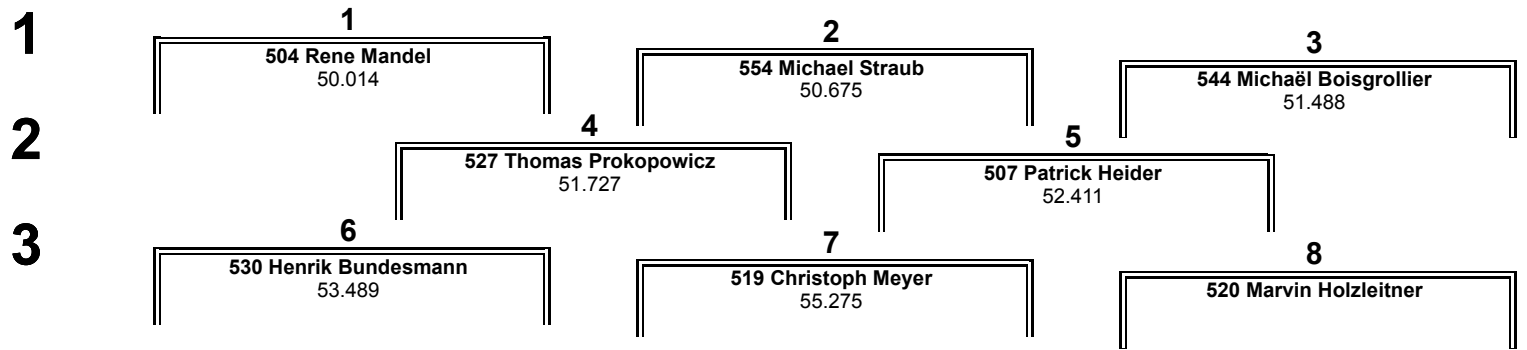 1
1
504 Rene Mandel
50.014
2
554 Michael Straub
50.675
3
544 Michaël Boisgrollier
51.488
2
4
527 Thomas Prokopowicz
51.727
5
507 Patrick Heider
52.411
3
6
530 Henrik Bundesmann
53.489
7
519 Christoph Meyer
55.275
8
520 Marvin Holzleitner